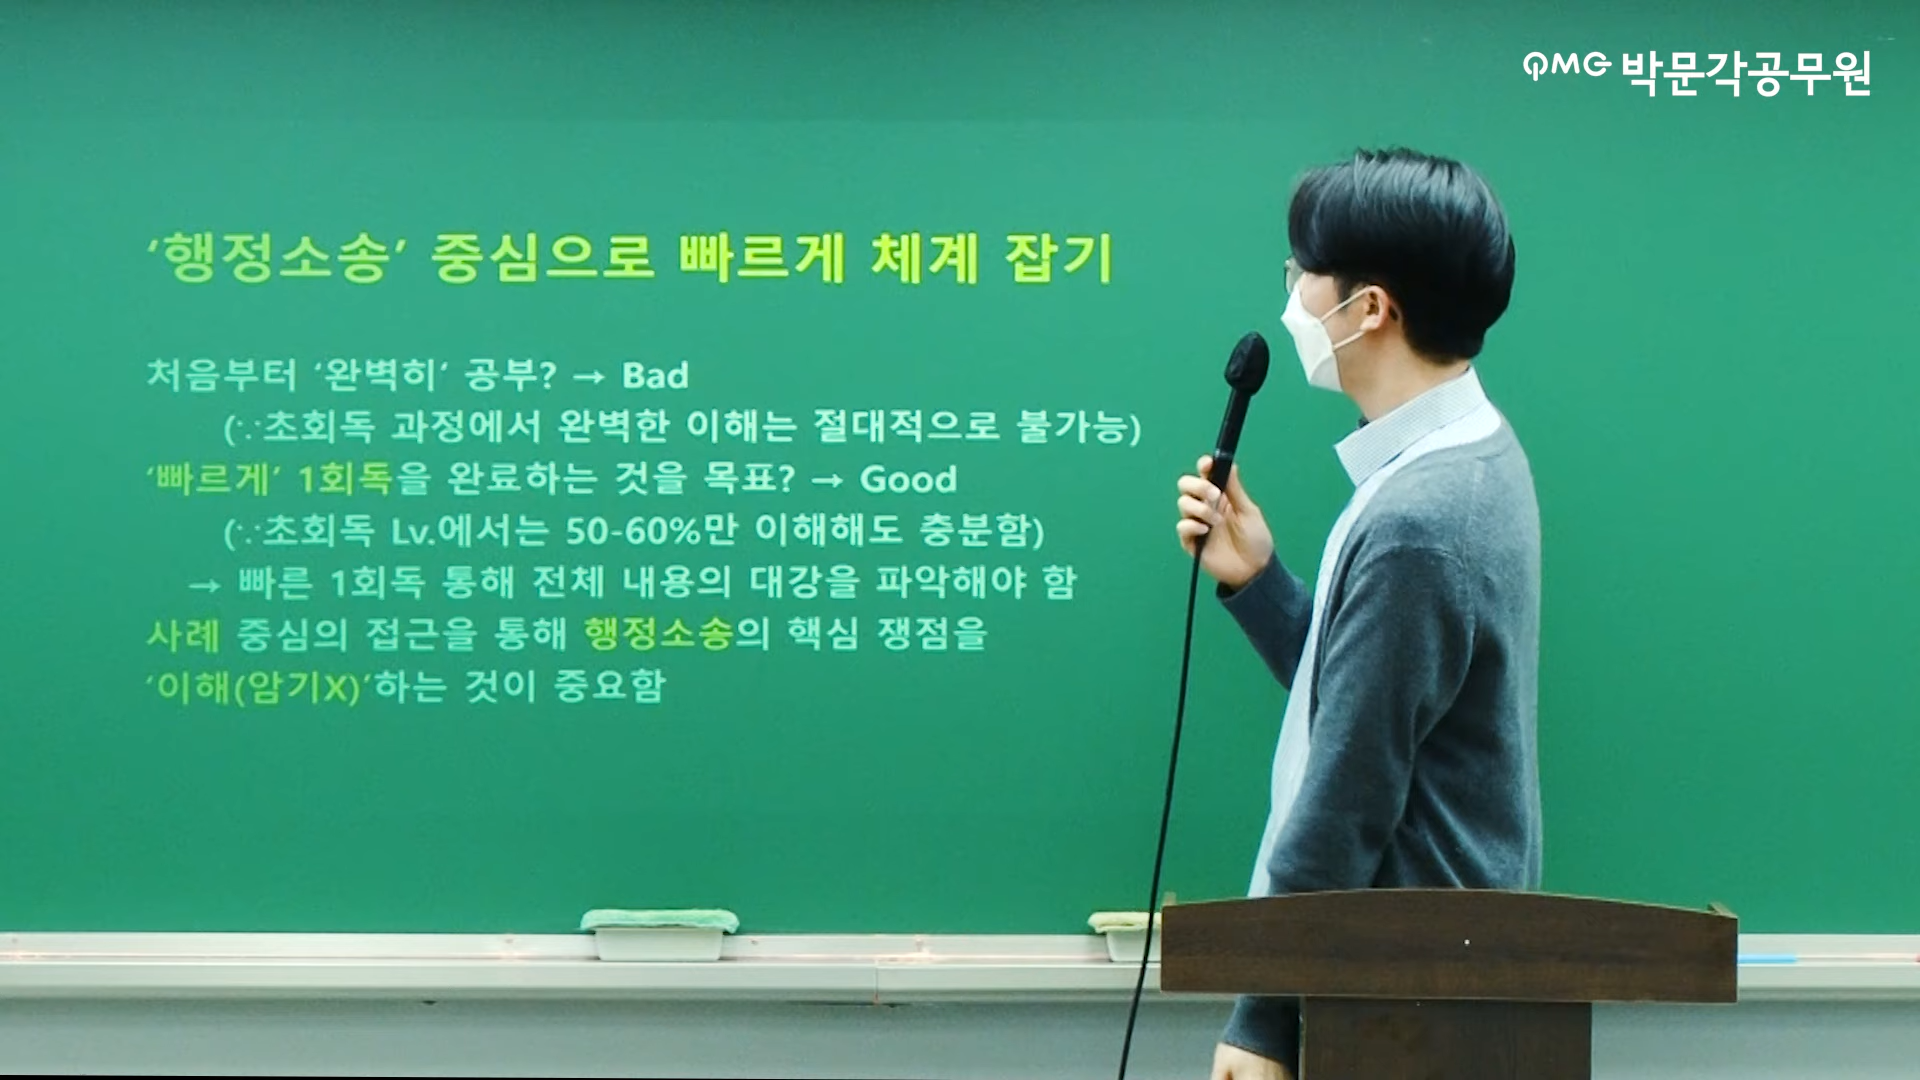 PMG 박문각공무원
‘행정소송’ 중심으로 빠르게 체계 잡기
처음부터 ‘완벽히‘ 공부? → Bad
(∵초회독 과정에서 완벽한 이해는 절대적으로 불가능)
‘빠르게’ 1회독을 완료하는 것을 목표? → Good
(∵초회독 Lv.에서는 50-60%만 이해해도 충분함)
→ 빠른 1회독 통해 전체 내용의 대강을 파악해야 함
사례 중심의 접근을 통해 행정소송의 핵심 쟁점을
‘이해(암기X)’하는 것이 중요함